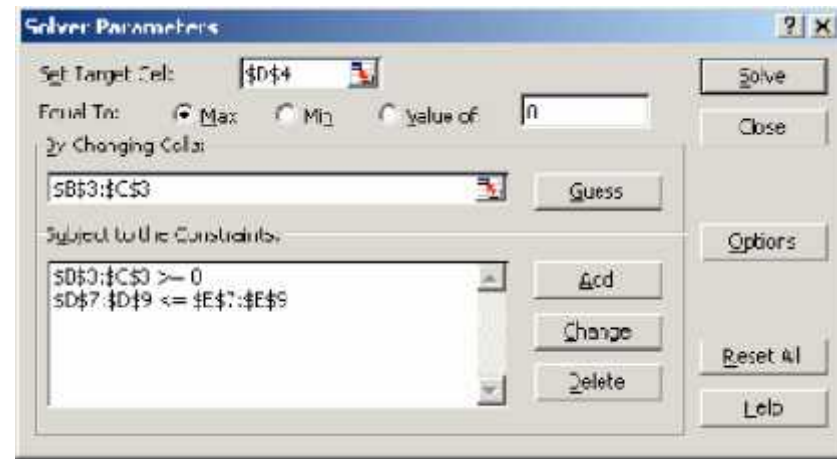 Solver Parameters
Set Target Cell: $D$4
Solve
Equal To: Max Min Value of: 0
Close
By Changing Cells:
$B$3:$C$3
Guess
Subject to the Constraints:
Options
$B$3:$C$3 >= 0
$D$7:$D$9 <= $E$7:$E$9
Add
Change
Reset All
Delete
Help